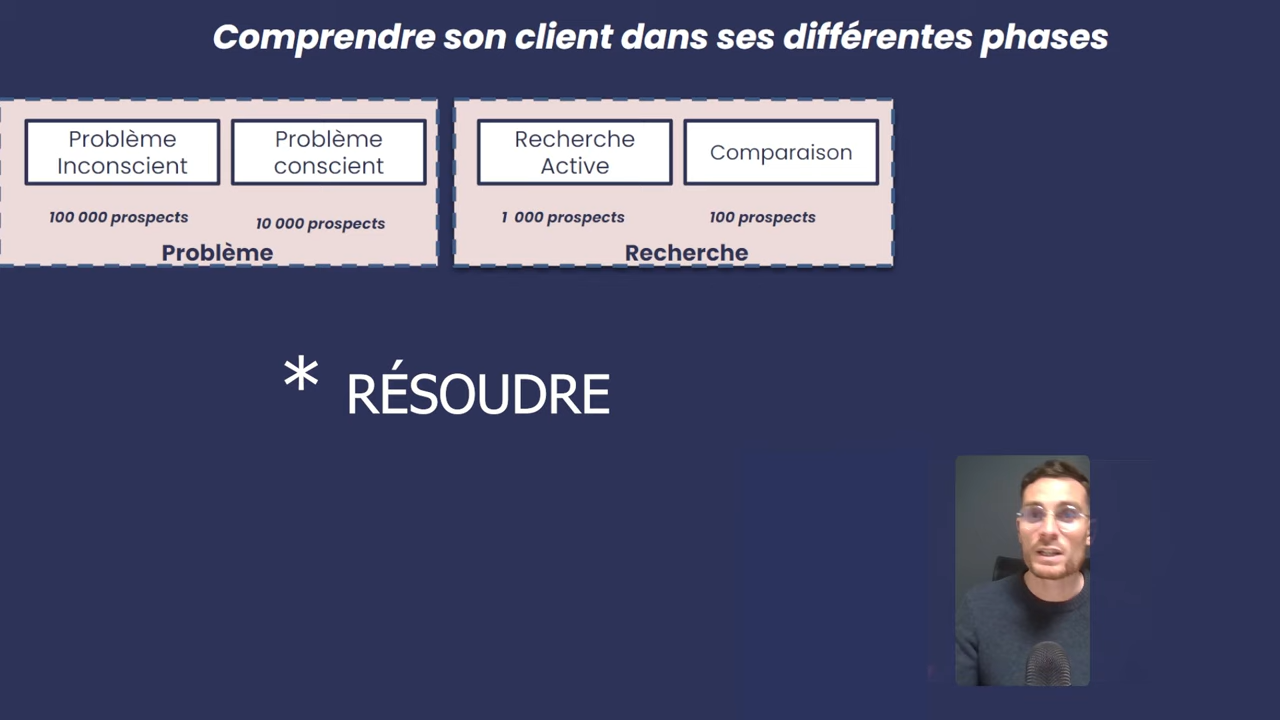 Comprendre son client dans ses différentes phases
Problème
Inconscient
Problème
conscient
100 000 prospects
10 000 prospects
Problème
Recherche
Active
Comparaison
1 000 prospects
100 prospects
Recherche
* RÉSOUDRE